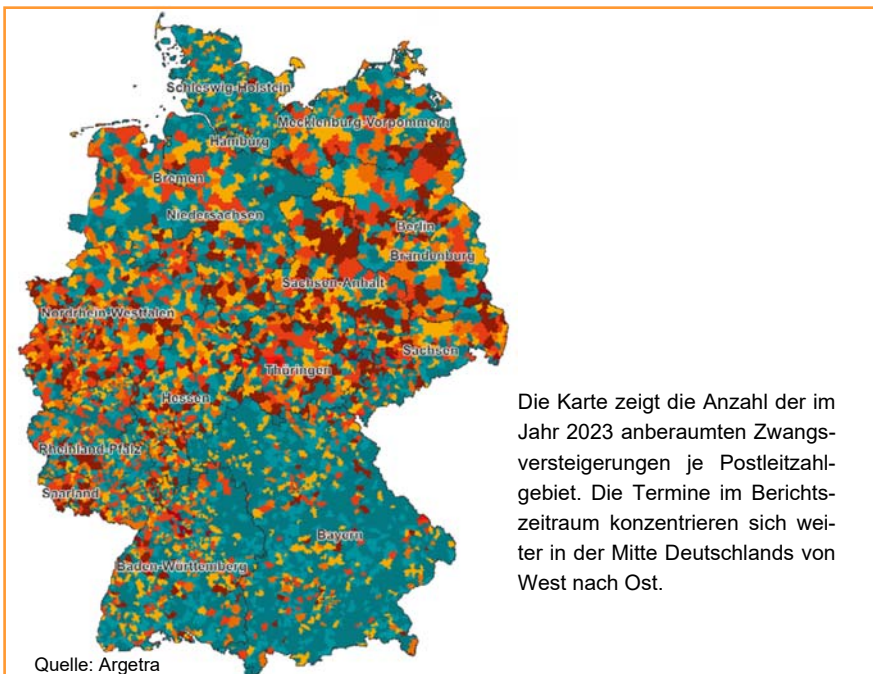 Schleswig-Holstein
Mecklenburg-Vorpommern
Hamburg
Bremen
Niedersachsen
Berlin
Brandenburg
Sachsen-Anhalt
Nordrhein-Westfalen
Sachsen
Thüringen
Hessen
Rheinland-Pfalz
Saarland
Bayern
Baden-Württemberg
Die Karte zeigt die Anzahl der im
Jahr 2023 anberaumten Zwangs-
versteigerungen je Postleitzahl-
gebiet. Die Termine im Berichts-
zeitraum konzentrieren sich wei-
ter in der Mitte Deutschlands von
West nach Ost.
Quelle: Argetra